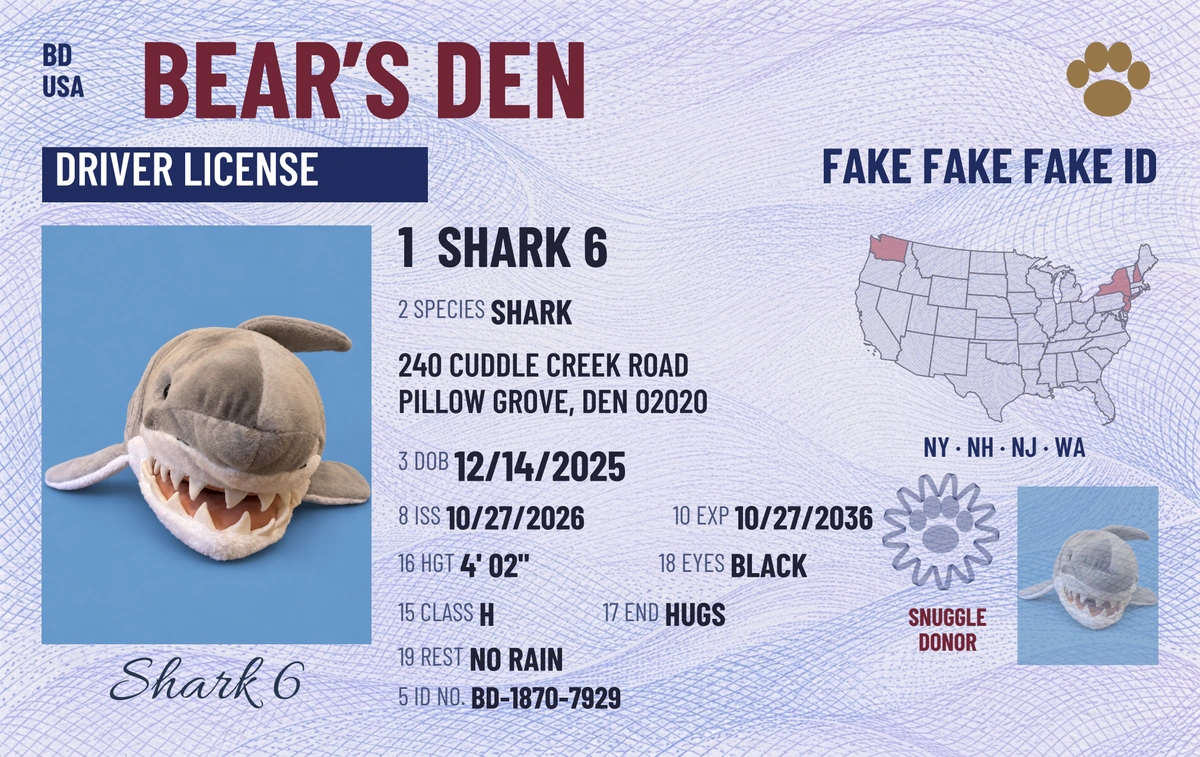 BD
USA
BEAR'S DEN
DRIVER LICENSE
FAKE FAKE FAKE ID
1 SHARK 6
2 SPECIES SHARK
240 CUDDLE CREEK ROAD
PILLOW GROVE, DEN 02020
3 DOB 12/14/2025
8 ISS 10/27/2026 10 EXP 10/27/2036
16 HGT 4' 02"
18 EYES BLACK
15 CLASS H 17 END HUGS
19 REST NO RAIN
5 ID NO. BD-1870-7929
NY · NH · NJ · WA
SNUGGLE
DONOR
Shark 6